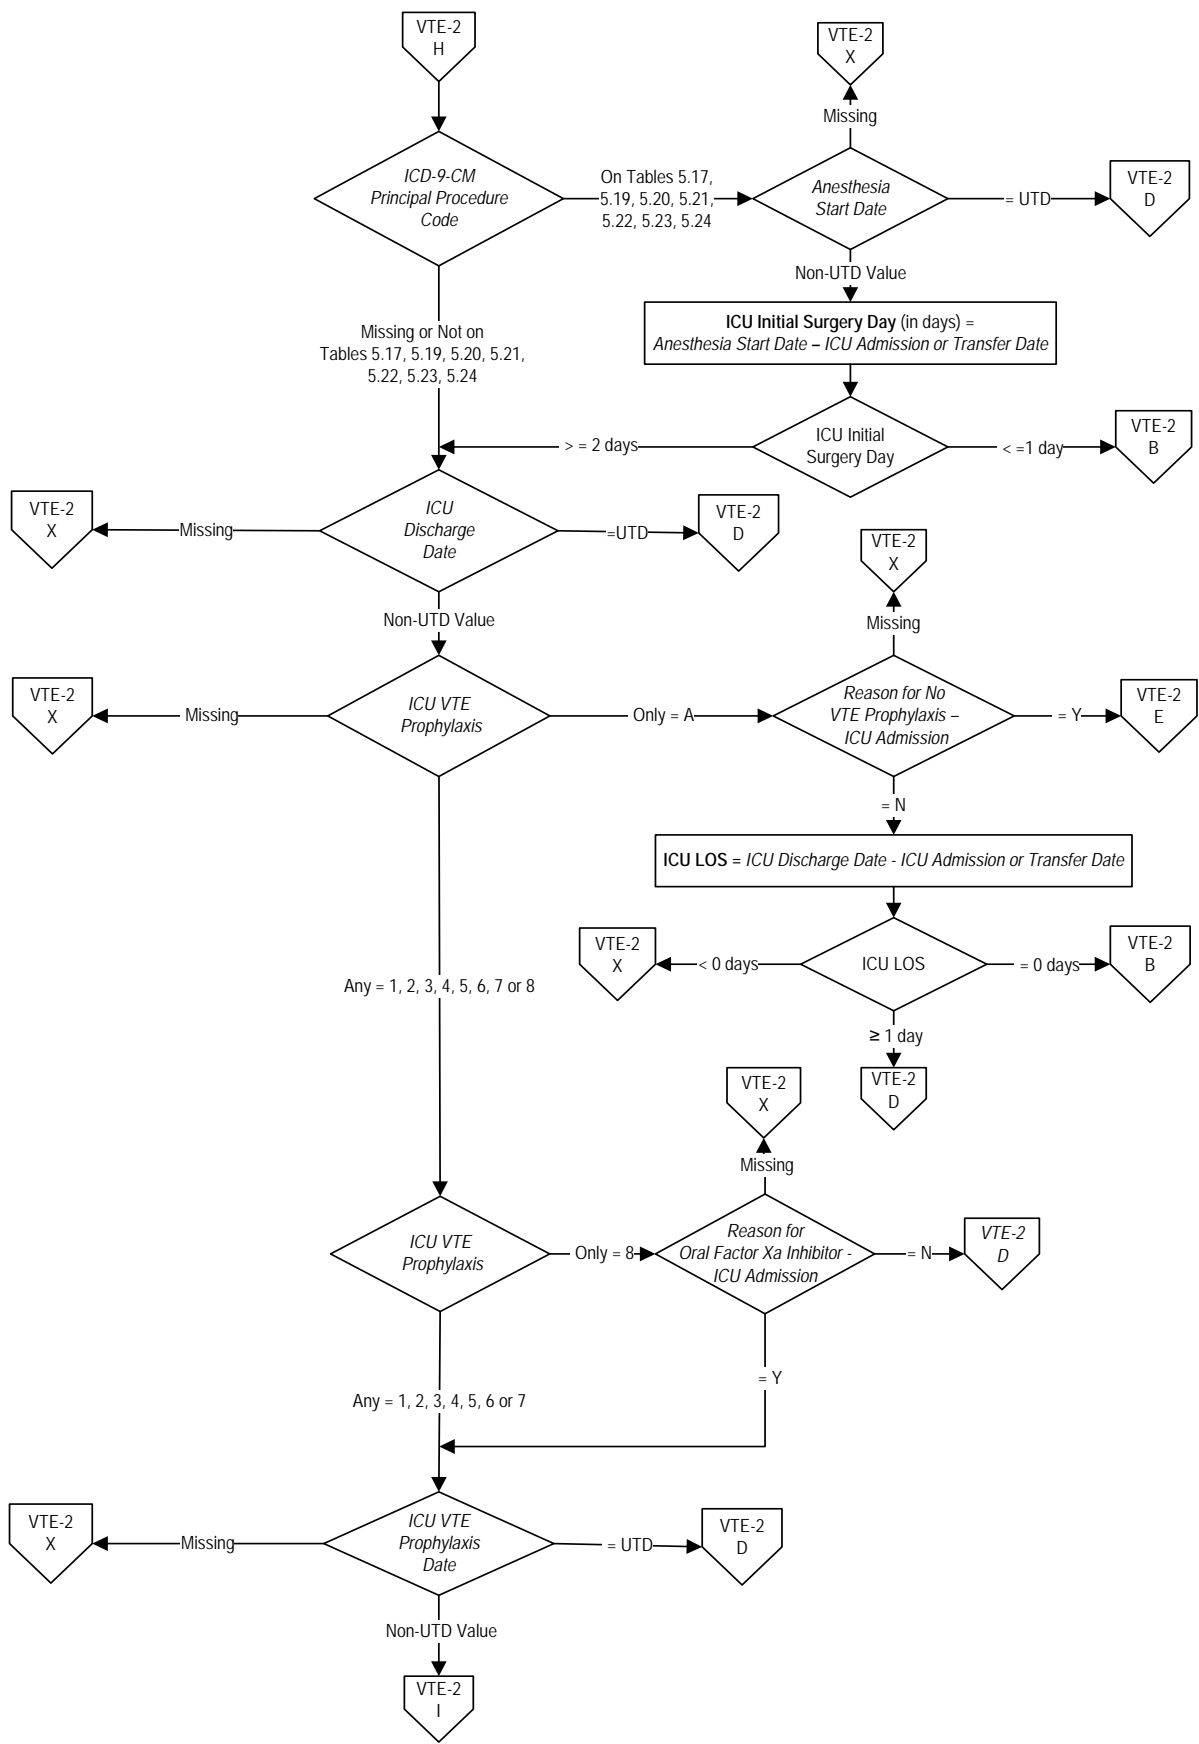 VTE-2
H
VTE-2
X
Missing
ICD-9-CM
Principal Procedure
Code
On Tables 5.17,
5.19, 5.20, 5.21,
5.22, 5.23, 5.24
Anesthesia
Start Date
= UTD
VTE-2
D
Non-UTD Value
ICU Initial Surgery Day (in days) =
Anesthesia Start Date – ICU Admission or Transfer Date
Missing or Not on
Tables 5.17, 5.19, 5.20, 5.21,
5.22, 5.23, 5.24
> = 2 days
ICU Initial
Surgery Day
< =1 day
VTE-2
B
VTE-2
X
Missing
ICU
Discharge
Date
=UTD
VTE-2
D
Non-UTD Value
VTE-2
X
Missing
VTE-2
X
Missing
ICU VTE
Prophylaxis
Only = A
Reason for No
VTE Prophylaxis –
ICU Admission
= Y
VTE-2
E
= N
ICU LOS = ICU Discharge Date - ICU Admission or Transfer Date
VTE-2
X
< 0 days
ICU LOS
= 0 days
VTE-2
B
≥ 1 day
VTE-2
D
Any = 1, 2, 3, 4, 5, 6, 7 or 8
VTE-2
X
Missing
ICU VTE
Prophylaxis
Only = 8
Reason for
Oral Factor Xa Inhibitor -
ICU Admission
= N
VTE-2
D
= Y
Any = 1, 2, 3, 4, 5, 6 or 7
VTE-2
X
Missing
ICU VTE
Prophylaxis
Date
= UTD
VTE-2
D
Non-UTD Value
VTE-2
I